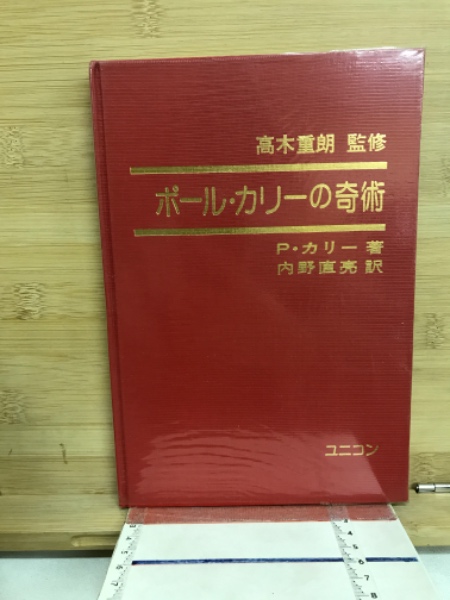 高木重朗 監修
ポール・カリーの奇術
P・カリー 著
内野直亮 訳
ユニコン